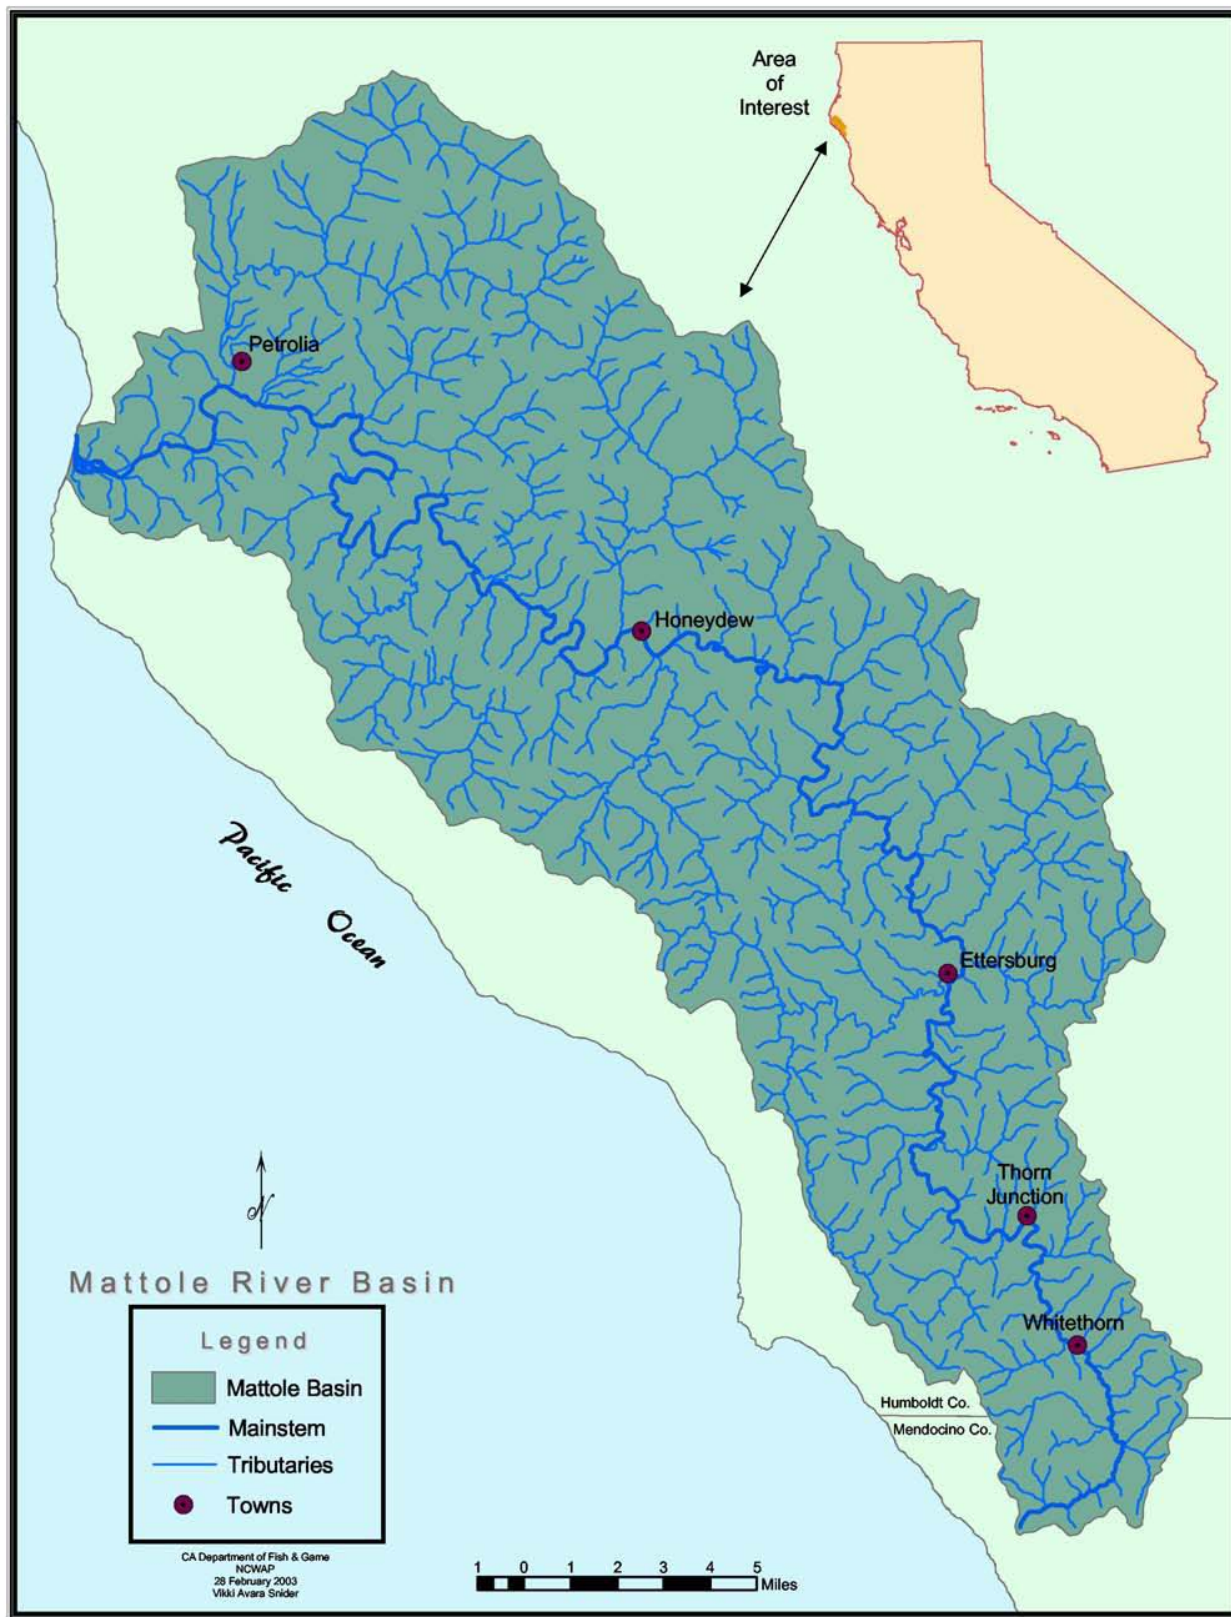 Area
of
Interest
Petrolia
Honeydew
Pacific Ocean
Ettersburg
Thorn
Junction
Whitethorn
Humboldt Co.
Mendocino Co.
N
Mattole River Basin
Legend
Mattole Basin
Mainstem
Tributaries
Towns
CA Department of Fish & Game
NCWAP
28 February 2003
Vikki Avara Snider
1 0 1 2 3 4 5
Miles